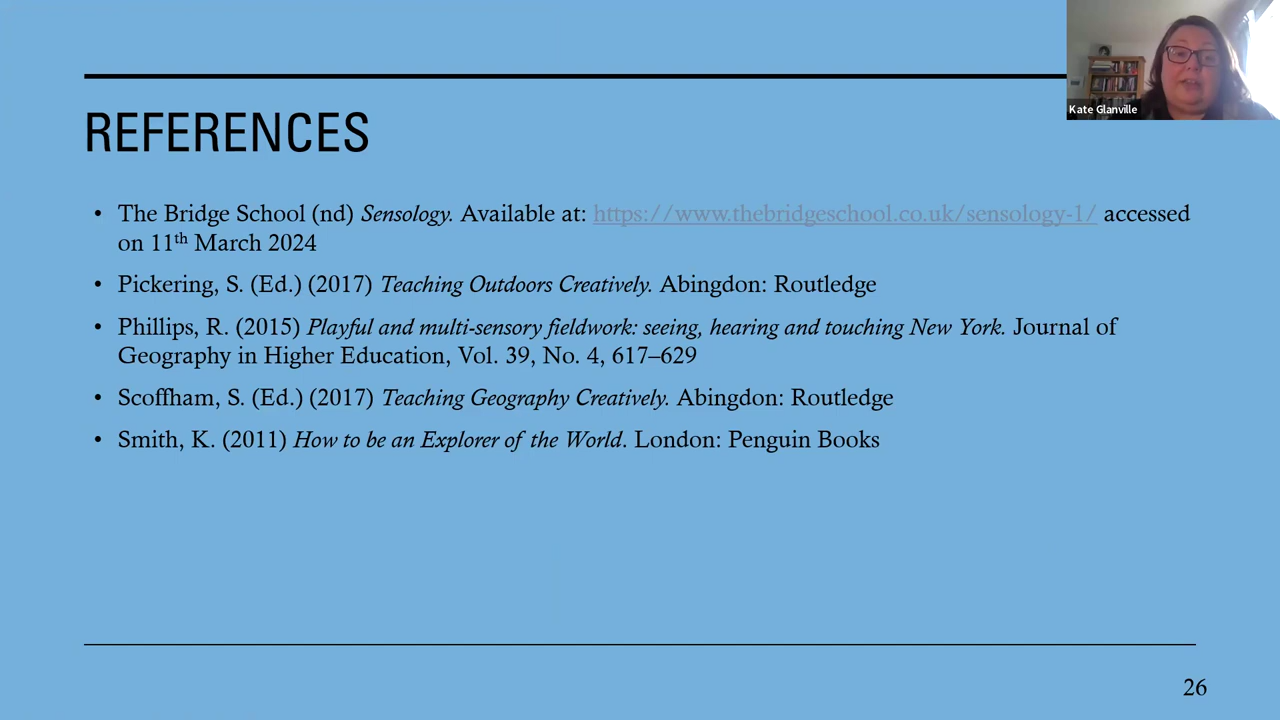 Kate Glanville
REFERENCES
• The Bridge School (nd) Sensology. Available at: https://www.thebridgeschool.co.uk/sensology-1/ accessed
on 11th March 2024
• Pickering, S. (Ed.) (2017) Teaching Outdoors Creatively. Abingdon: Routledge
• Phillips, R. (2015) Playful and multi-sensory fieldwork: seeing, hearing and touching New York. Journal of
Geography in Higher Education, Vol. 39, No. 4, 617–629
• Scoffham, S. (Ed.) (2017) Teaching Geography Creatively. Abingdon: Routledge
• Smith, K. (2011) How to be an Explorer of the World. London: Penguin Books
26